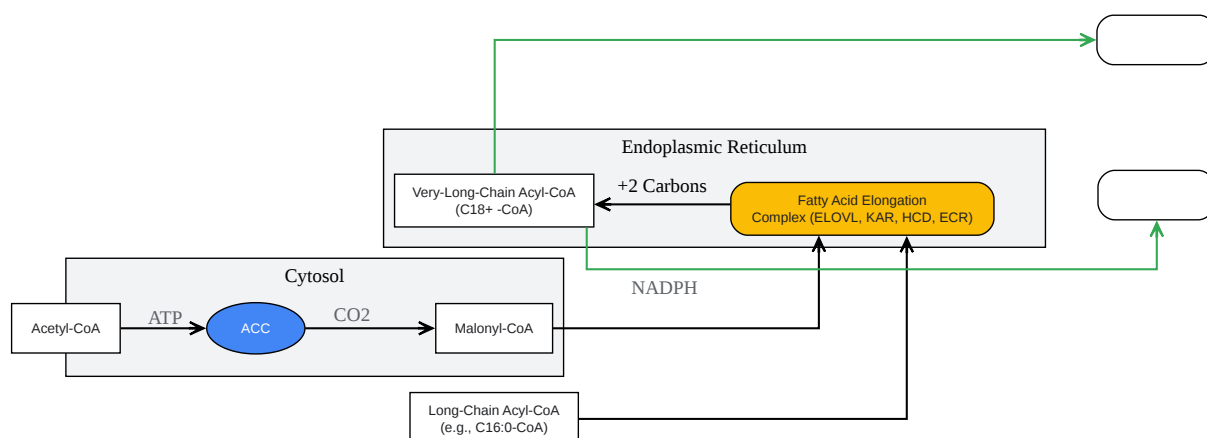 Endoplasmic Reticulum
Very-Long-Chain Acyl-CoA
(C18+ -CoA)
+2 Carbons
Fatty Acid Elongation
Complex (ELOVL, KAR, HCD, ECR)
Cytosol
NADPH
Acetyl-CoA
ATP
ACC
CO2
Malonyl-CoA
Long-Chain Acyl-CoA
(e.g., C16:0-CoA)